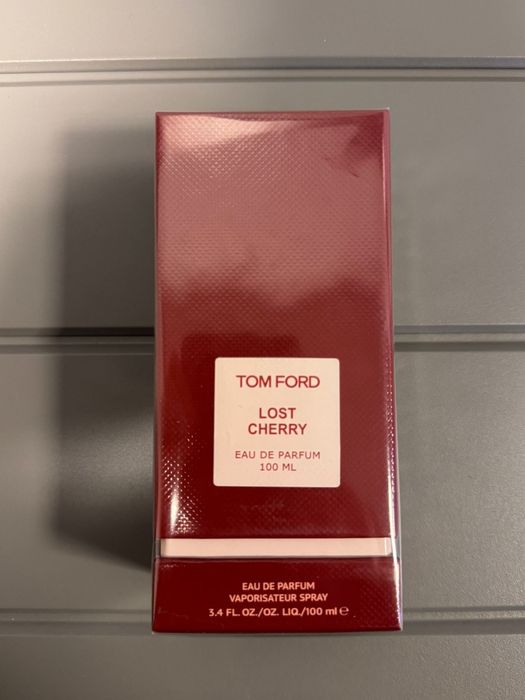 TOM FORD
LOST
CHERRY
EAU DE PARFUM
100 ML
EAU DE PARFUM
VAPORISATEUR SPRAY
3.4 FL. OZ./OZ. LIQ./100 ml ℮